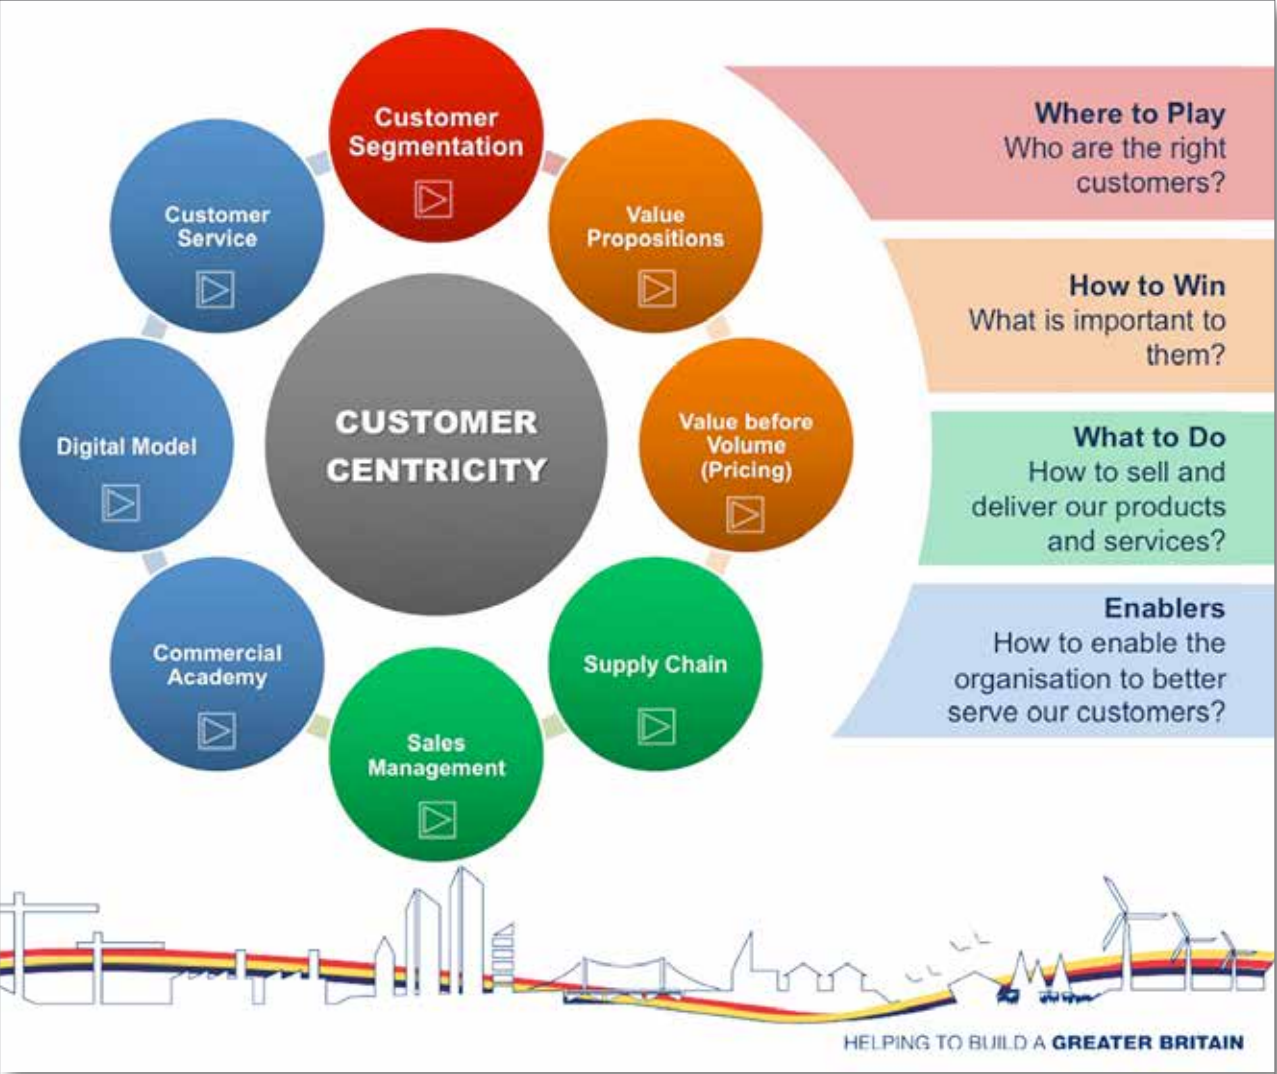 Customer
Segmentation
Value
Propositions
Value before
Volume
(Pricing)
Supply Chain
Sales
Management
Commercial
Academy
Digital Model
Customer
Service
CUSTOMER
CENTRICITY
Where to Play
Who are the right
customers?
How to Win
What is important to
them?
What to Do
How to sell and
deliver our products
and services?
Enablers
How to enable the
organisation to better
serve our customers?
HELPING TO BUILD A GREATER BRITAIN